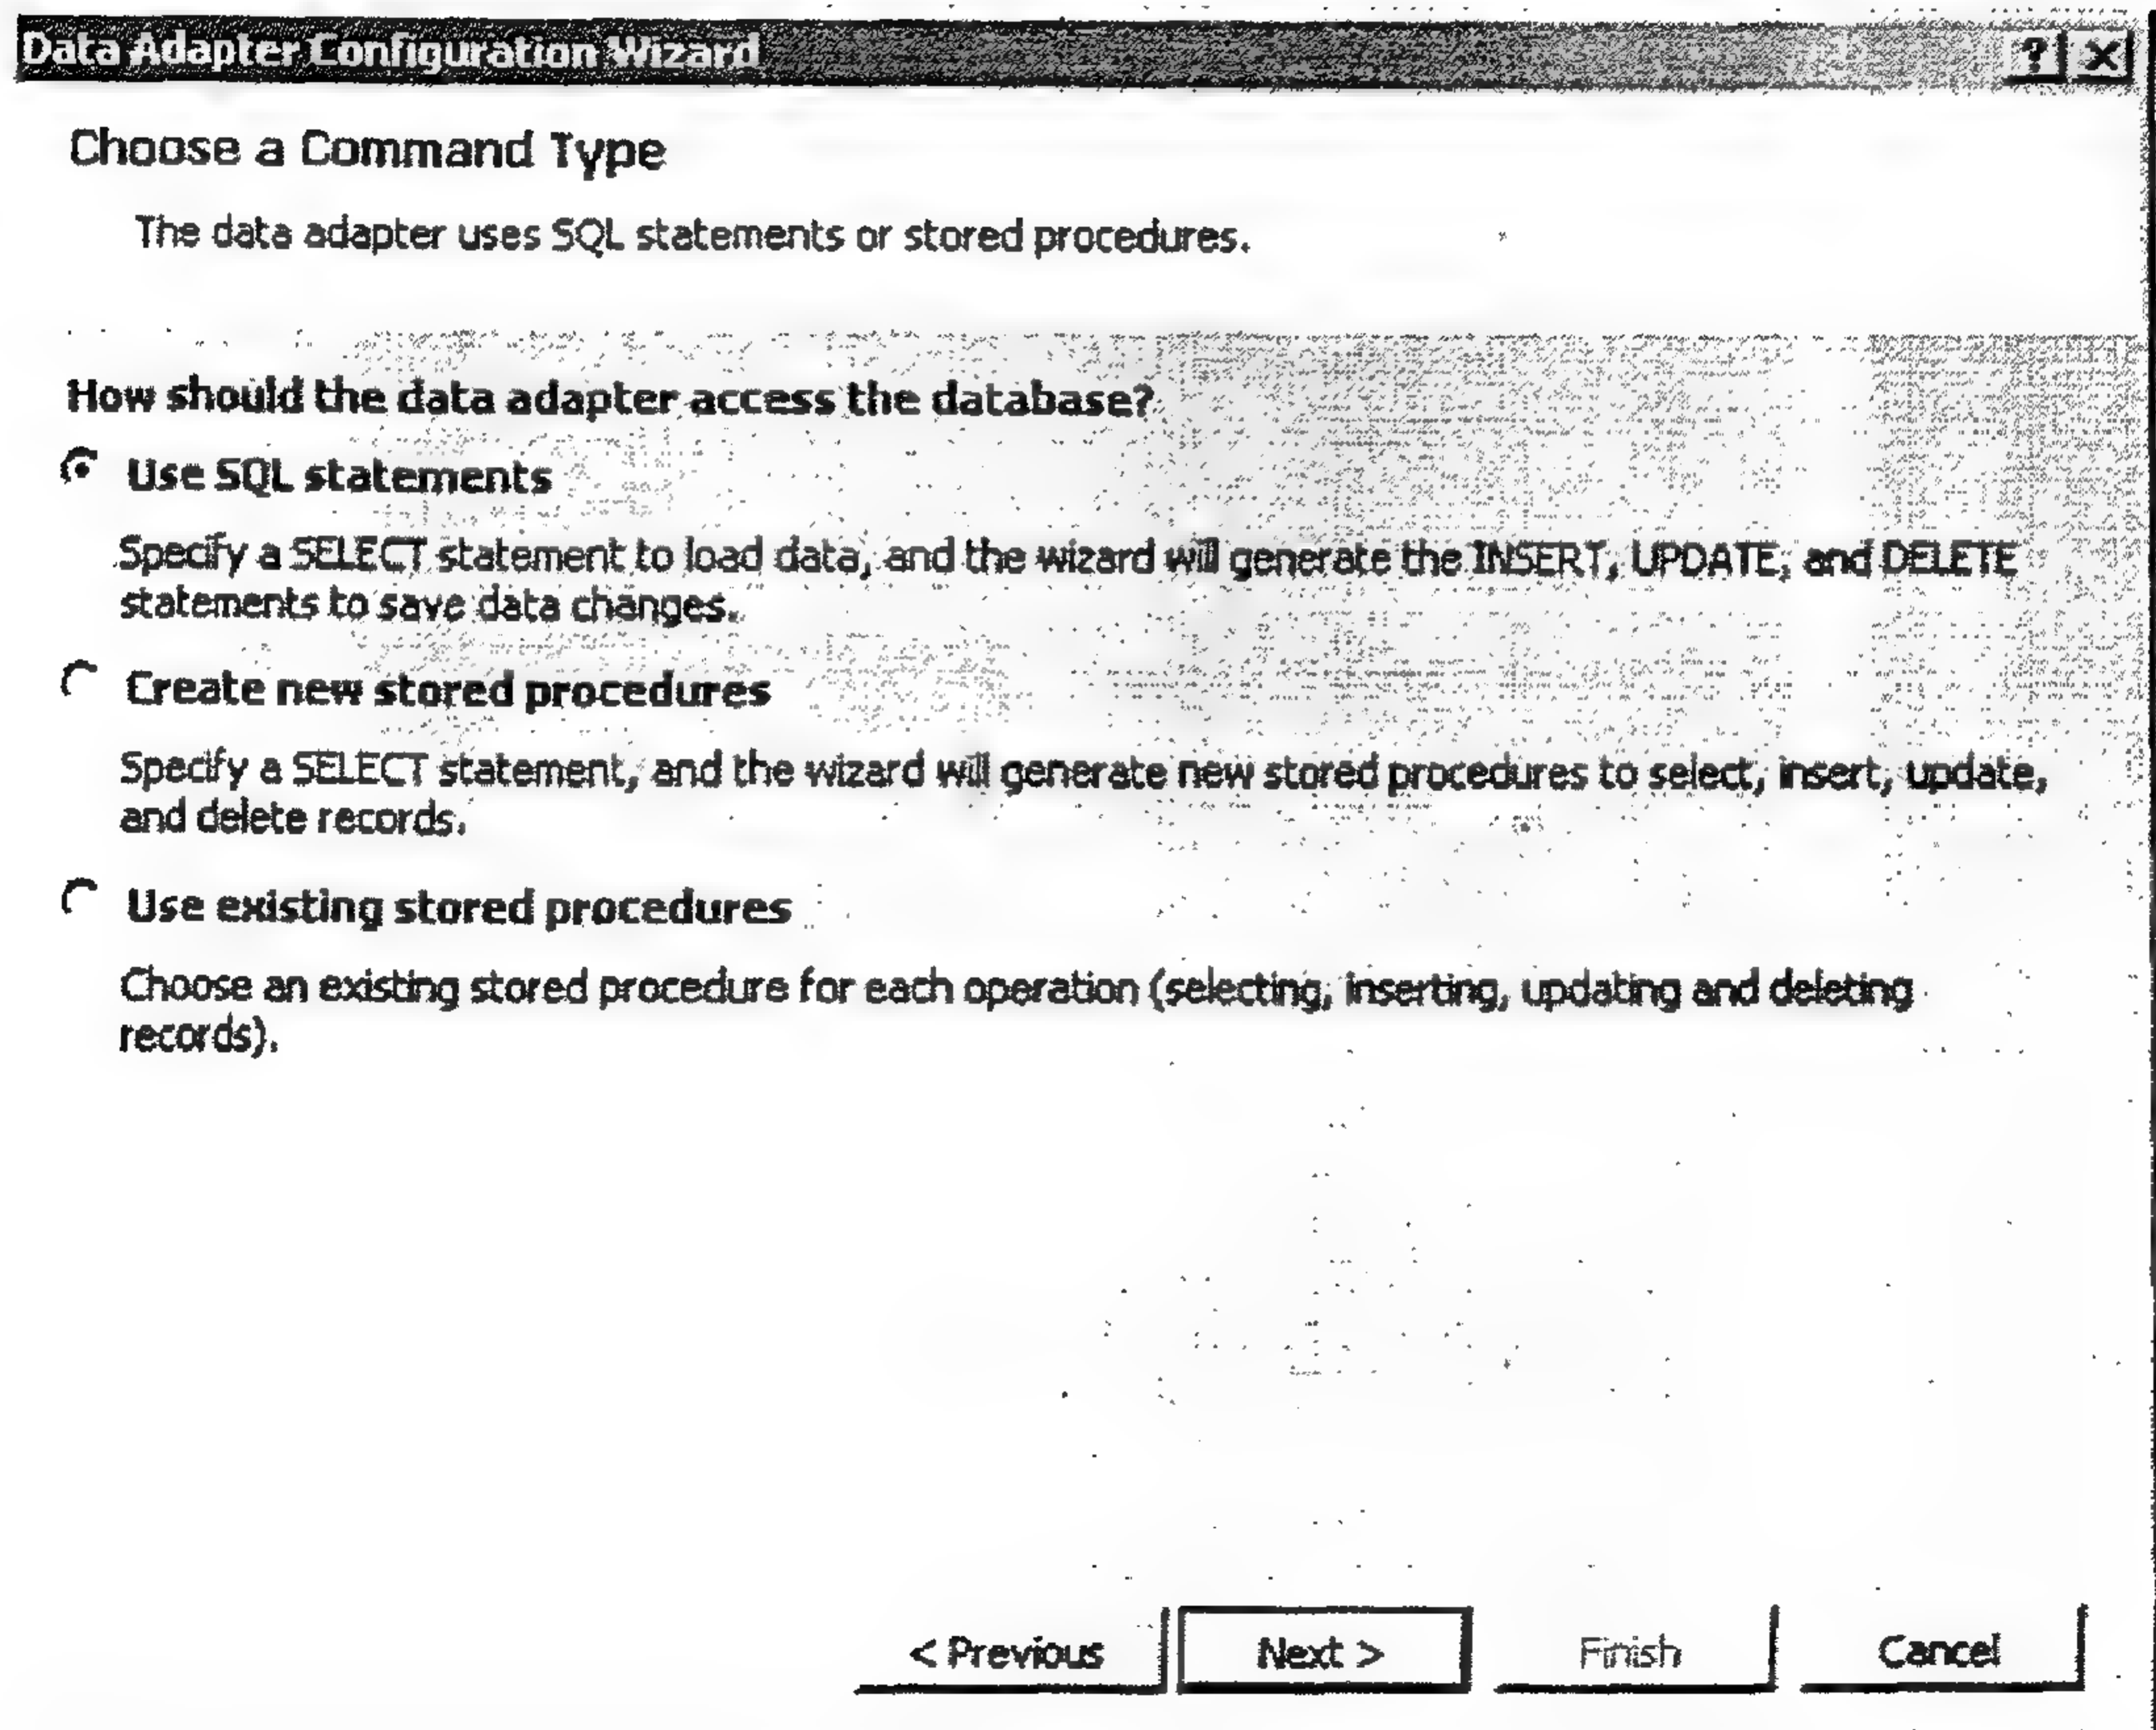 Data Adapter Configuration Wizard
Choose a Command Type
The data adapter uses SQL statements or stored procedures.
How should the data adapter access the database?
Use SQL statements
Specify a SELECT statement to load data, and the wizard will generate the INSERT, UPDATE, and DELETE
statements to save data changes.
Create new stored procedures
Specify a SELECT statement, and the wizard will generate new stored procedures to select, insert, update,
and delete records.
Use existing stored procedures
Choose an existing stored procedure for each operation (selecting, inserting, updating and deleting
records).
< Previous Next > Finish Cancel